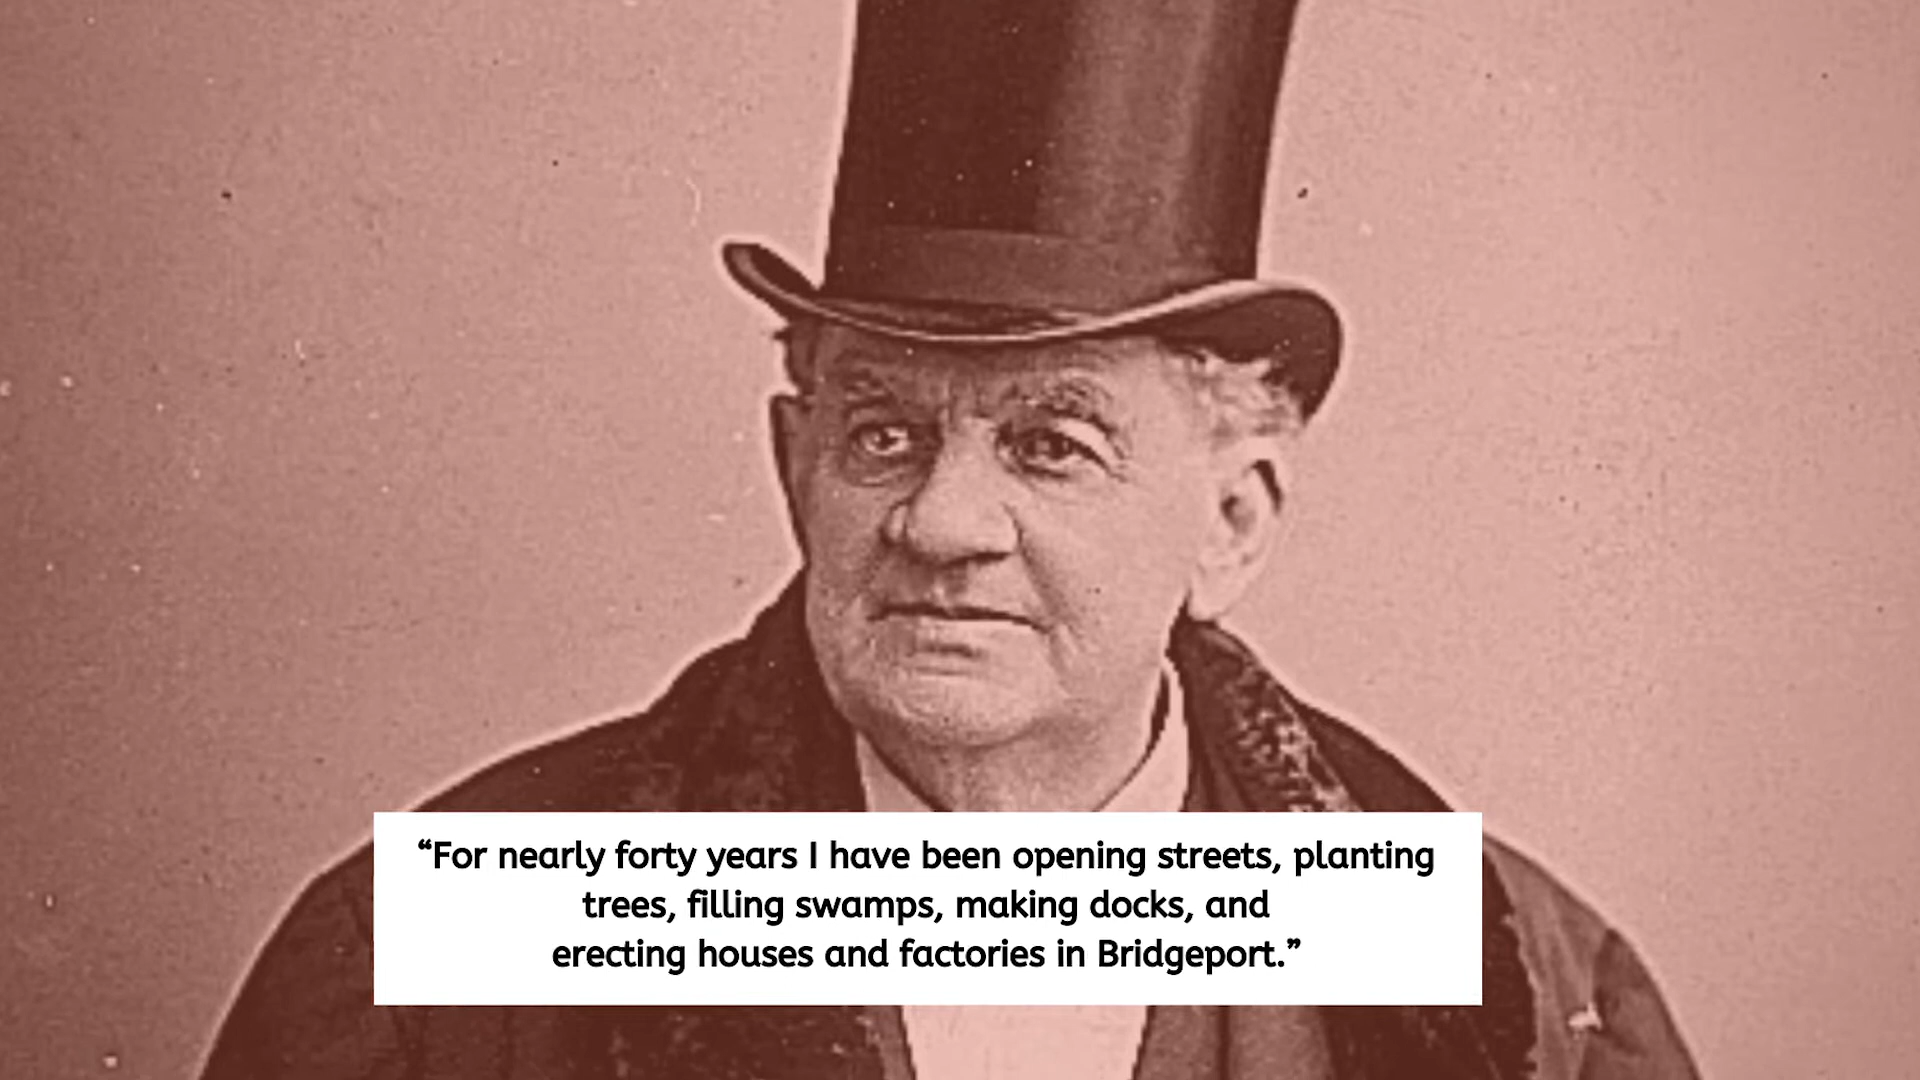 “For nearly forty years I have been opening streets, planting
trees, filling swamps, making docks, and
erecting houses and factories in Bridgeport.”